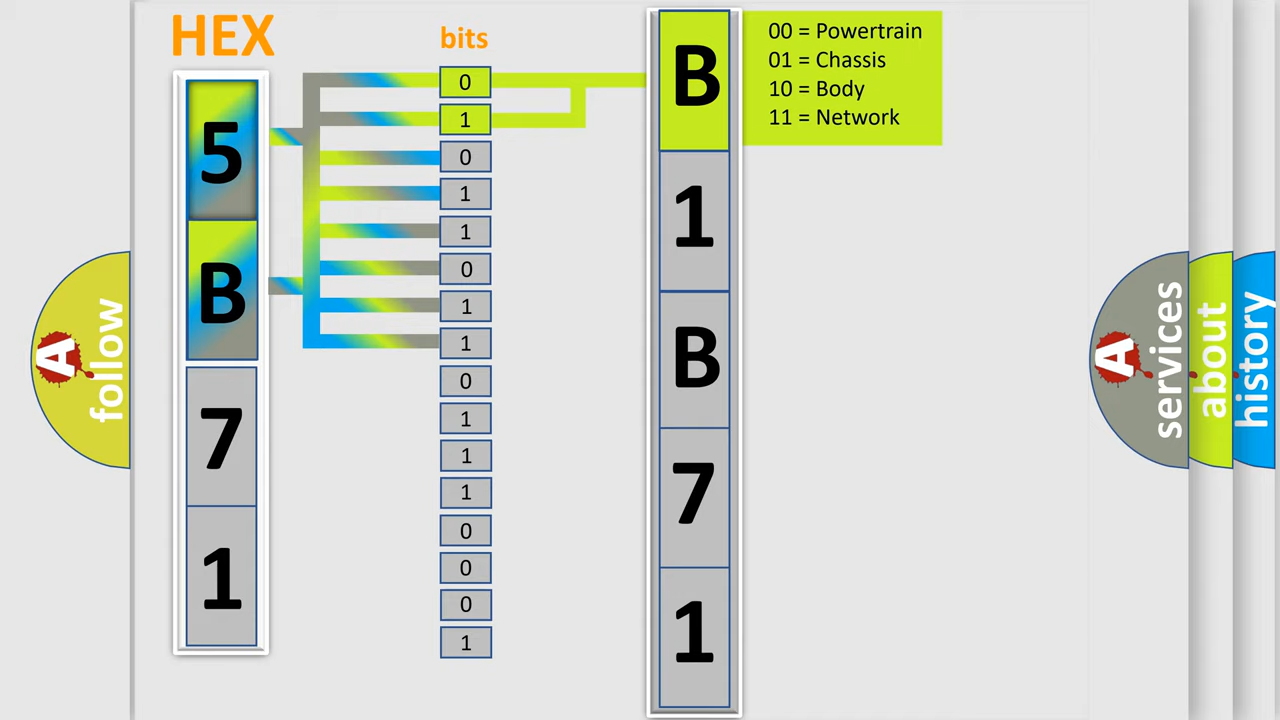 HEX
bits
5
B
7
1
0
1
0
1
1
0
1
1
0
1
1
1
0
0
0
1
B
1
B
7
1
00 = Powertrain
01 = Chassis
10 = Body
11 = Network
A
follow
A
services
about
history